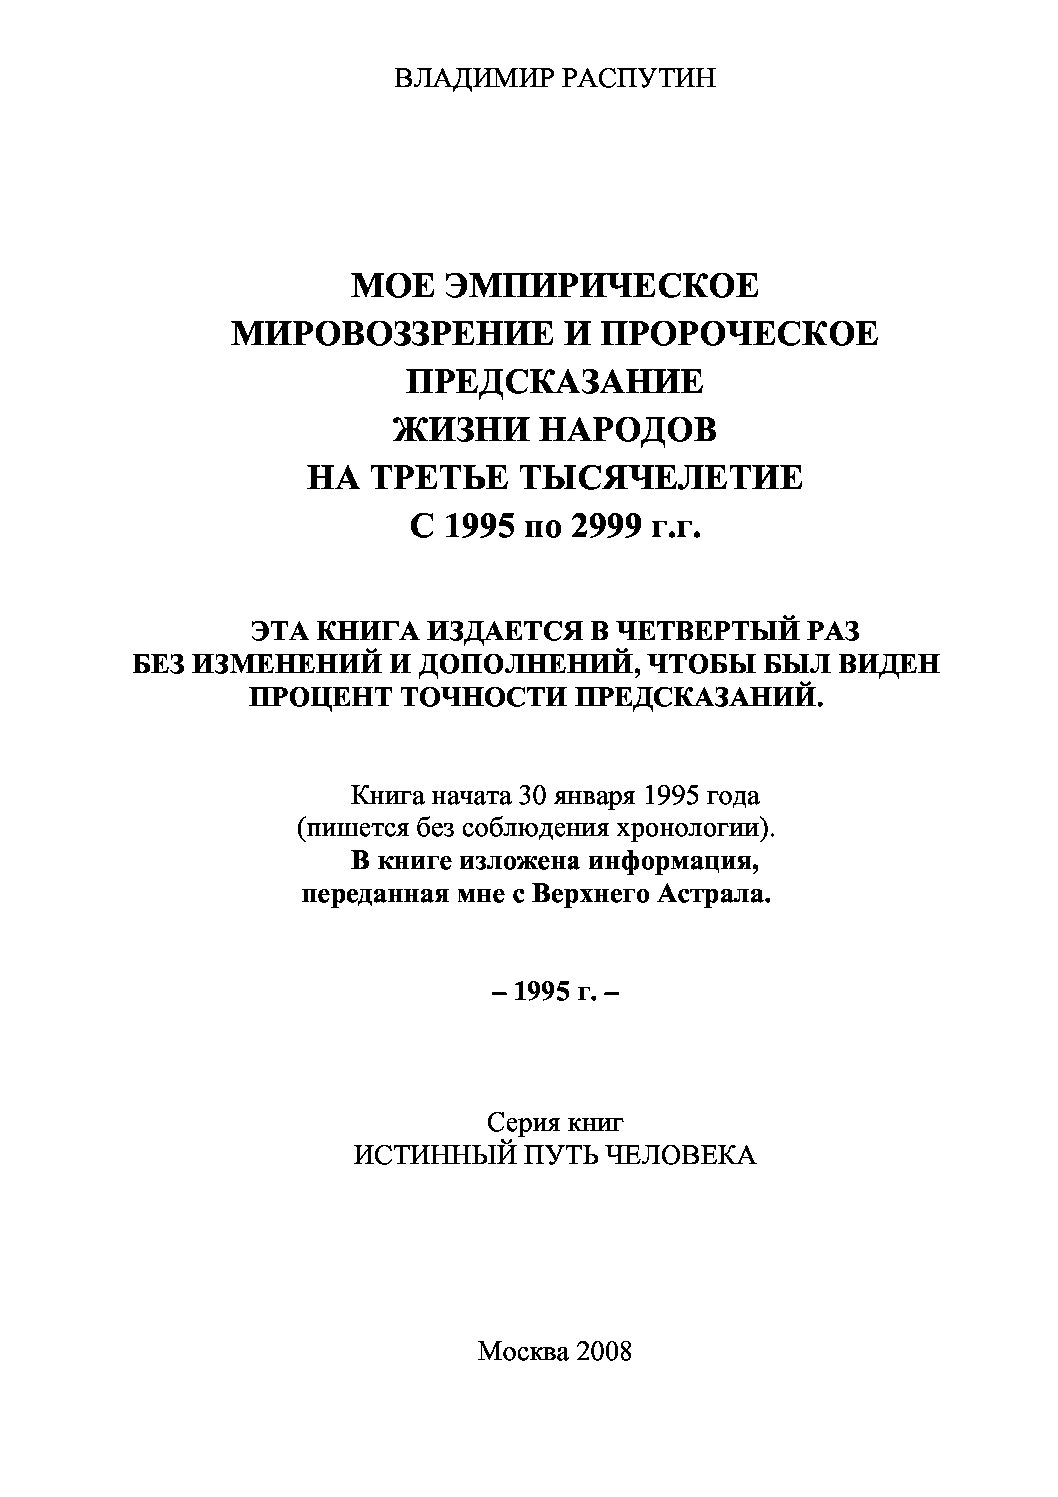 ВЛАДИМИР РАСПУТИН
МОЕ ЭМПИРИЧЕСКОЕ
МИРОВОЗЗРЕНИЕ И ПРОРОЧЕСКОЕ
ПРЕДСКАЗАНИЕ
ЖИЗНИ НАРОДОВ
НА ТРЕТЬЕ ТЫСЯЧЕЛЕТИЕ
С 1995 по 2999 г.г.
ЭТА КНИГА ИЗДАЕТСЯ В ЧЕТВЕРТЫЙ РАЗ
БЕЗ ИЗМЕНЕНИЙ И ДОПОЛНЕНИЙ, ЧТОБЫ БЫЛ ВИДЕН
ПРОЦЕНТ ТОЧНОСТИ ПРЕДСКАЗАНИЙ.
Книга начата 30 января 1995 года
(пишется без соблюдения хронологии).
В книге изложена информация,
переданная мне с Верхнего Астрала.
– 1995 г. –
Серия книг
ИСТИННЫЙ ПУТЬ ЧЕЛОВЕКА
Москва 2008